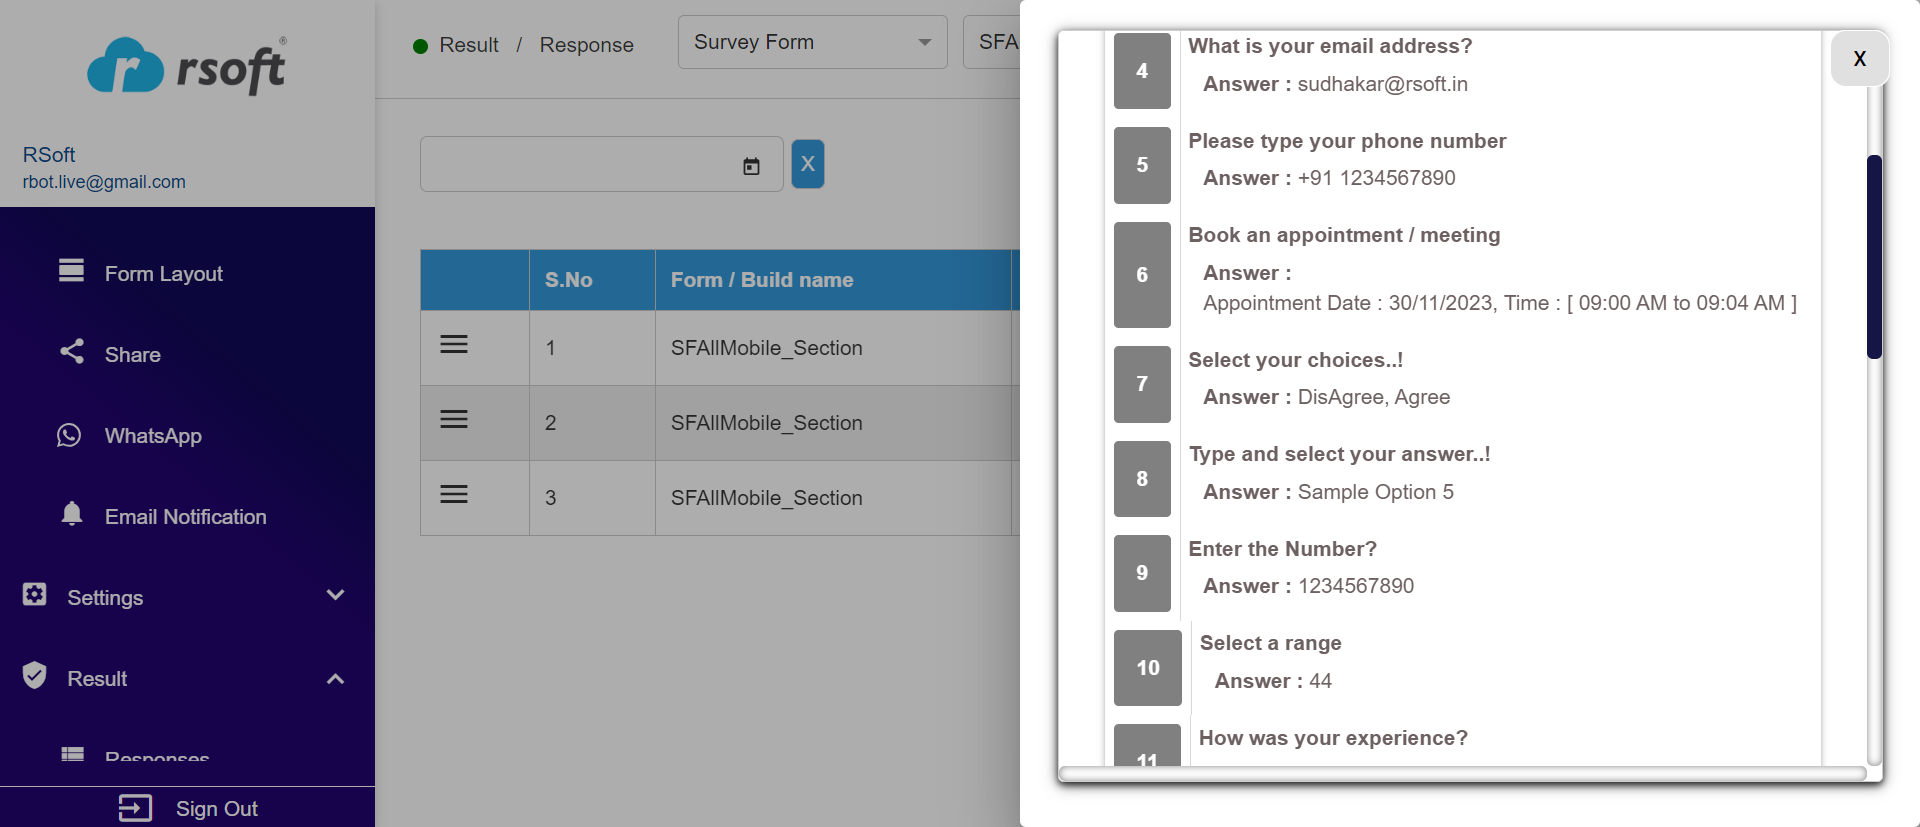 rsoft
®
RSoft
rbot.live@gmail.com
Form Layout
Share
WhatsApp
Email Notification
Settings
Result
Responses
Sign Out
Result / Response
Survey Form
SFA
X
S.No Form / Build name
1 SFAllMobile_Section
2 SFAllMobile_Section
3 SFAllMobile_Section
X
4 What is your email address?
Answer : sudhakar@rsoft.in
5 Please type your phone number
Answer : +91 1234567890
6 Book an appointment / meeting
Answer :
Appointment Date : 30/11/2023, Time : [ 09:00 AM to 09:04 AM ]
7 Select your choices..!
Answer : DisAgree, Agree
8 Type and select your answer..!
Answer : Sample Option 5
9 Enter the Number?
Answer : 1234567890
10 Select a range
Answer : 44
11 How was your experience?